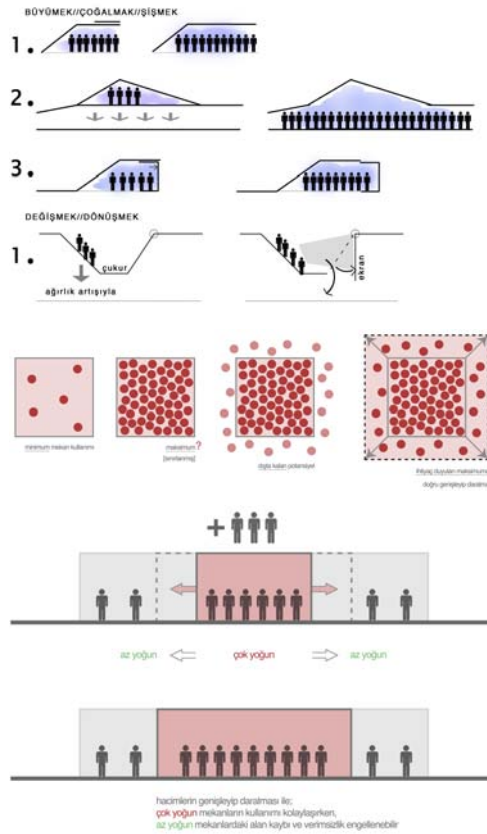 BÜYÜMEK//ÇOĞALMAK//ŞİŞMEK
1.
2.
3.
DEĞİŞMEK//DÖNÜŞMEK
1.
çukur
ekran
ağırlık artışıyla
minimum mekan kullanımı
maksimum?
[sınırlanmış]
dışta kalan potansiyel
ihtiyaç duyulan maksimuma
doğru genişleyip daralma
+
az yoğun
çok yoğun
az yoğun
hacimlerin genişleyip daralması ile;
çok yoğun mekanların kullanımı kolaylaşırken,
az yoğun mekanlardaki alan kaybı ve verimsizlik engellenebilir